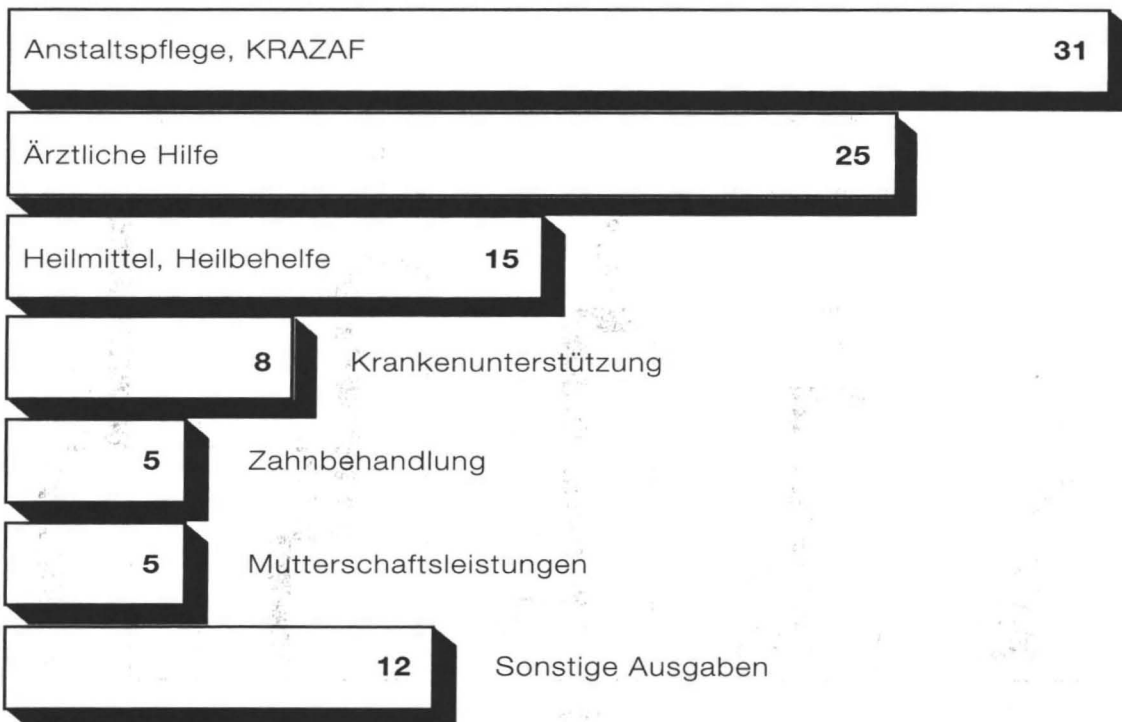 Anstaltspflege, KRAZAF 31
Ärztliche Hilfe 25
Heilmittel, Heilbehelfe 15
8 Krankenunterstützung
5 Zahnbehandlung
5 Mutterschaftsleistungen
12 Sonstige Ausgaben